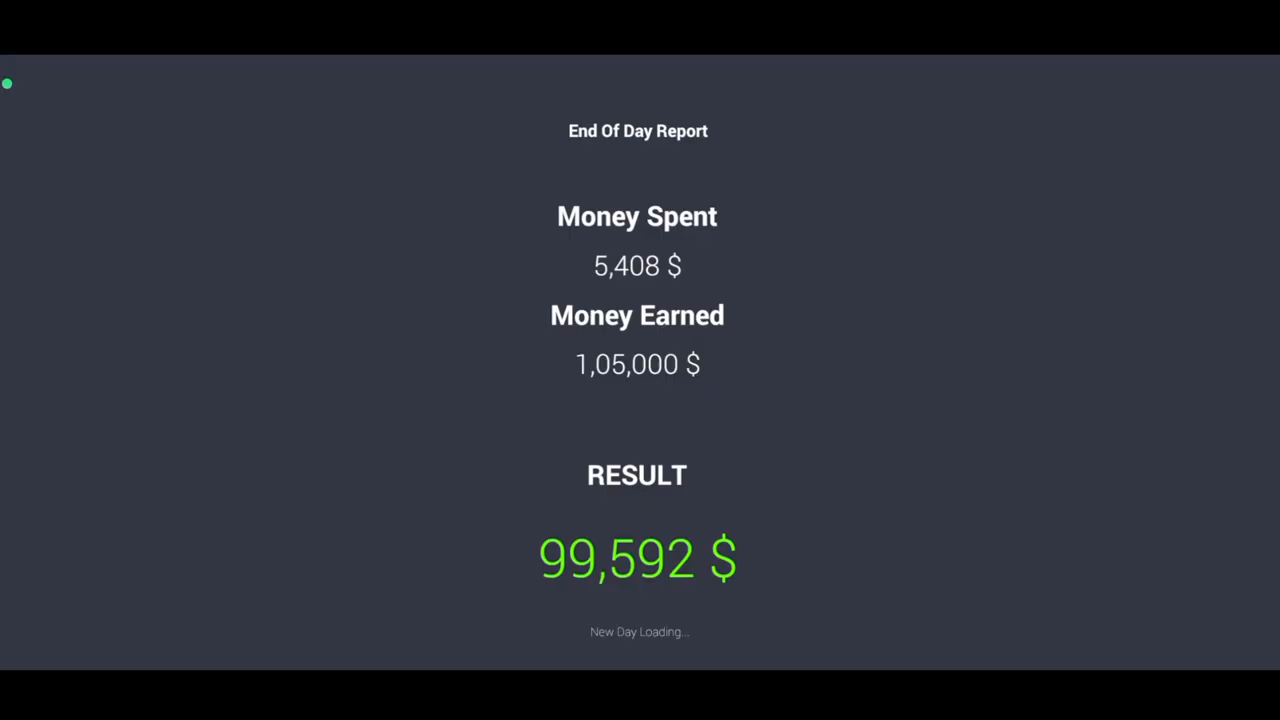 End Of Day Report
Money Spent
5,408 $
Money Earned
1,05,000 $
RESULT
99,592 $
New Day Loading...